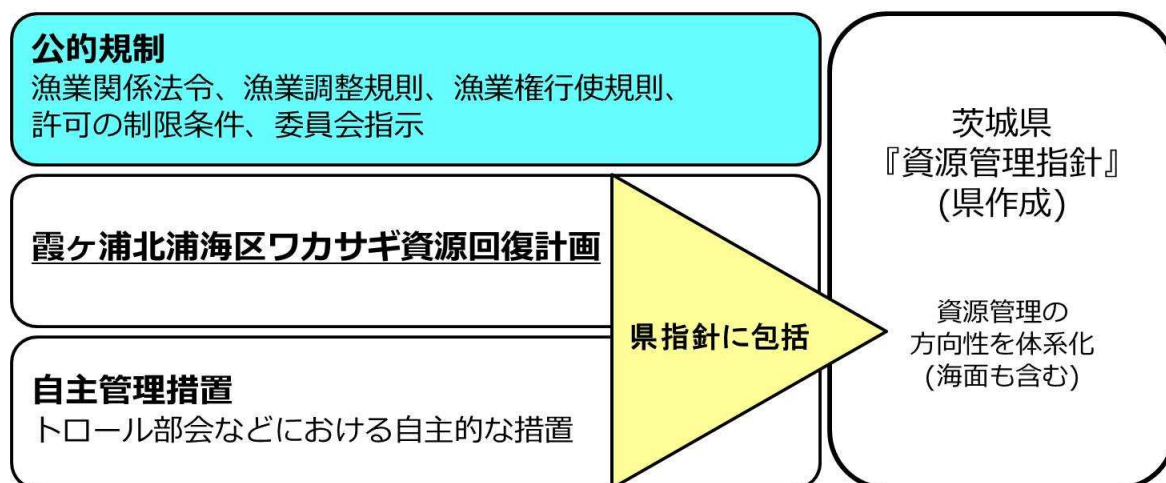 公的規制
漁業関係法令、漁業調整規則、漁業権行使規則、
許可の制限条件、委員会指示
霞ヶ浦北浦海区ワカサギ資源回復計画
自主管理措置
トロール部会などにおける自主的な措置
県指針に包括
茨城県
『資源管理指針』
(県作成)
資源管理の
方向性を体系化
(海面も含む)